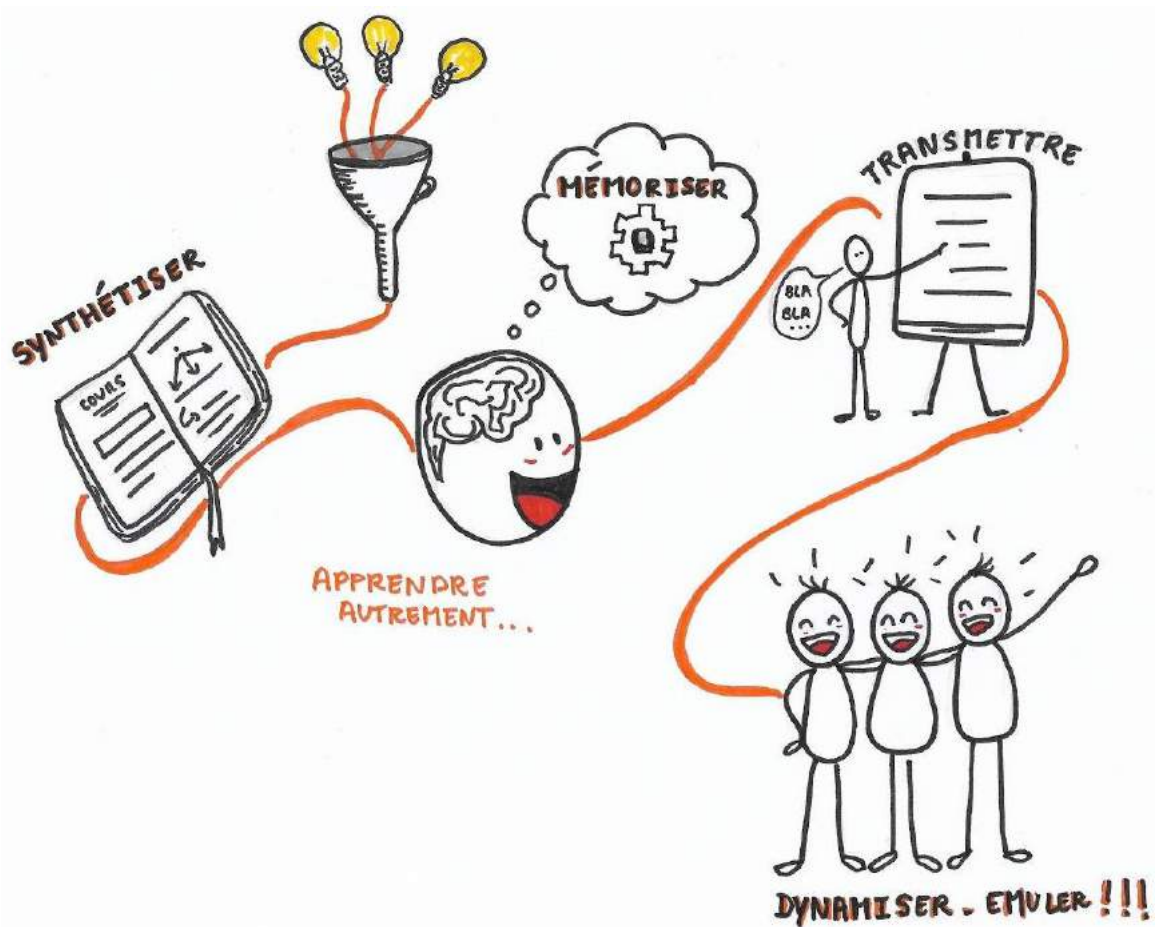 SYNTHÉTISER
COURS
MÉMORISER
TRANSMETTRE
BLA
BLA
...
APPRENDRE
AUTREMENT...
DYNAMISER. EMULER !!!